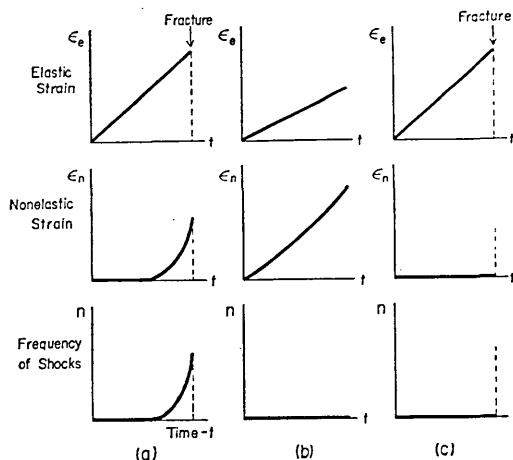 Fracture
Fracture
ϵe
ϵe
ϵe
Elastic
Strain
t
t
t
ϵn
ϵn
ϵn
Nonelastic
Strain
t
t
t
n
n
n
Frequency
of Shocks
Time-t
t
t
(a)
(b)
(c)